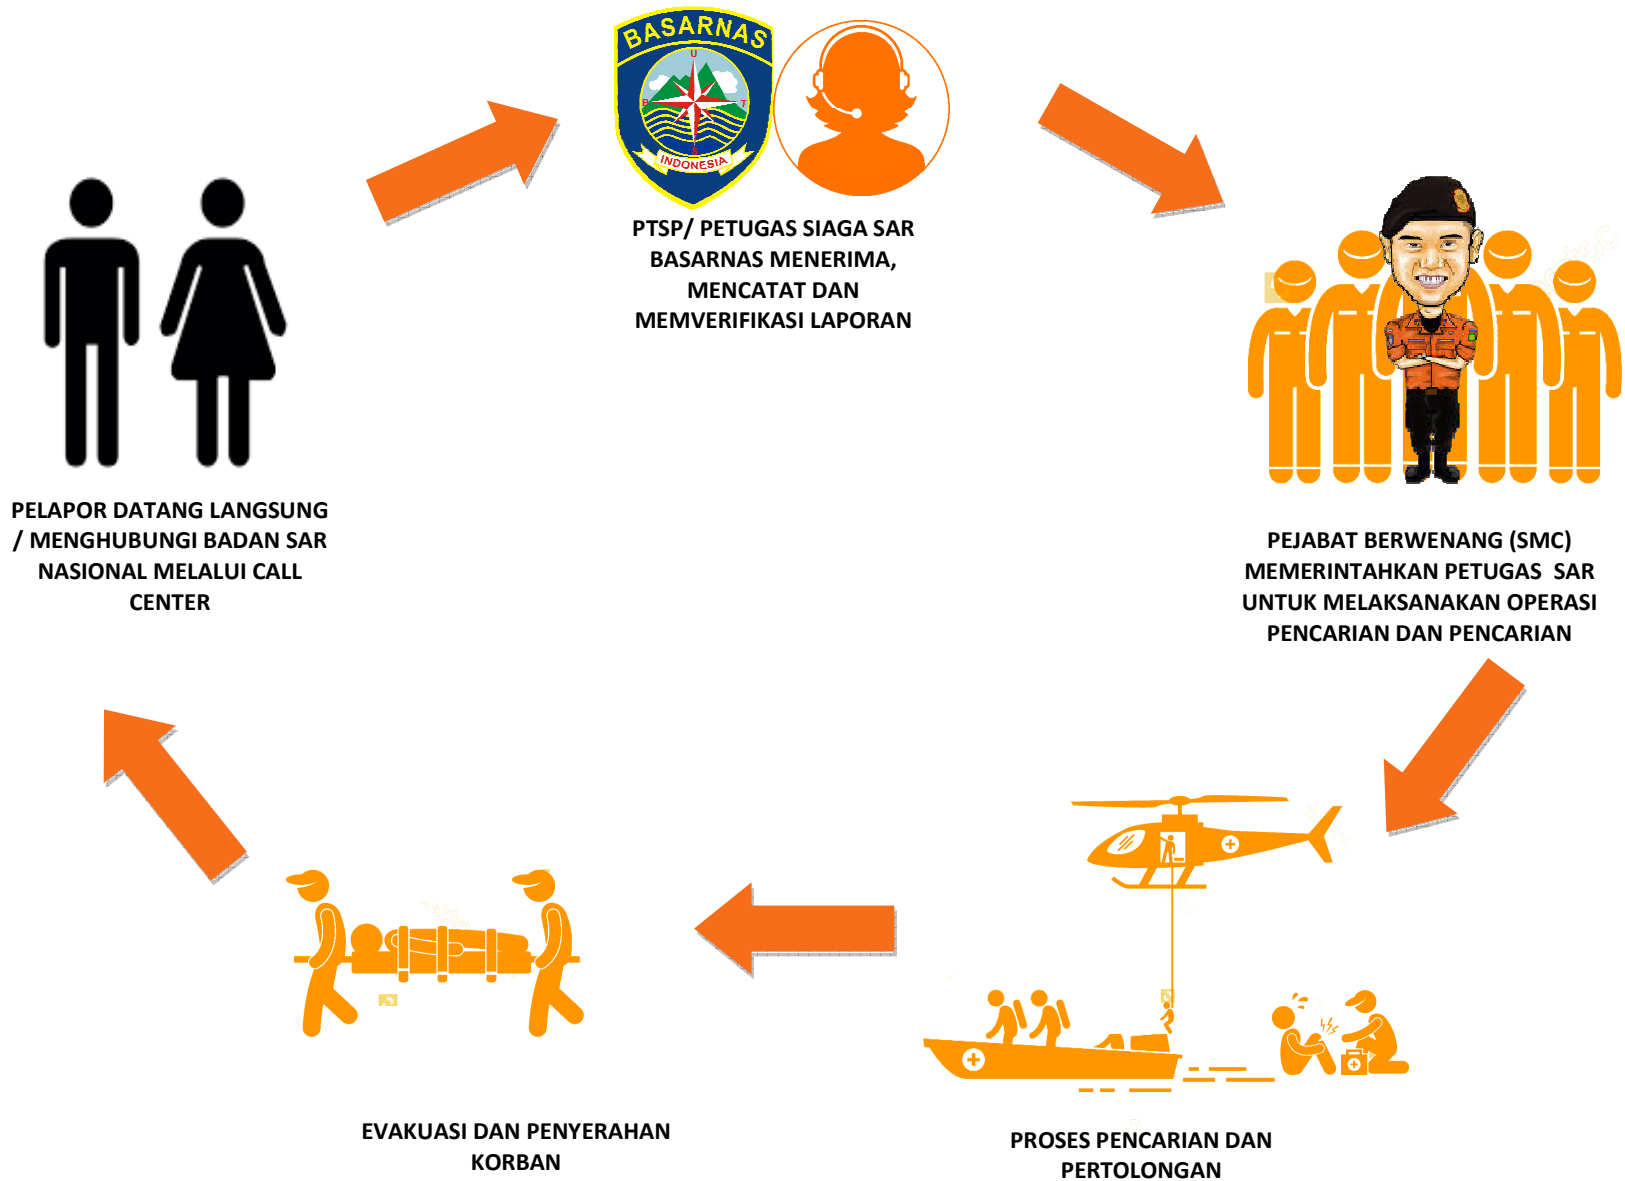 BASARNAS
U
B
T
S
INDONESIA
PTSP/ PETUGAS SIAGA SAR
BASARNAS MENERIMA,
MENCATAT DAN
MEMVERIFIKASI LAPORAN
PELAPOR DATANG LANGSUNG
/ MENGHUBUNGI BADAN SAR
NASIONAL MELALUI CALL
CENTER
PEJABAT BERWENANG (SMC)
MEMERINTAHKAN PETUGAS  SAR
UNTUK MELAKSANAKAN OPERASI
PENCARIAN DAN PENCARIAN
EVAKUASI DAN PENYERAHAN
KORBAN
PROSES PENCARIAN DAN
PERTOLONGAN